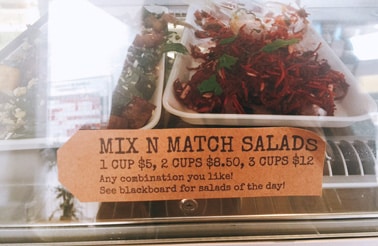 MIX N MATCH SALADS
1 CUP $5, 2 CUPS $8.50, 3 CUPS $12
Any combination you like!
See blackboard for salads of the day!